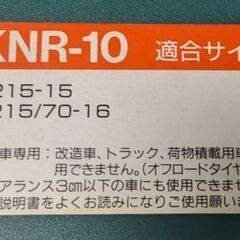 KNR-10 適合サイ
215-15
215/70-16
車専用：改造車、トラック、荷物積載用車
用できません。（オフロードタイヤ
アランス3cm以下の車にも使用できませ
説明書をよくお読みになりご使用願いま